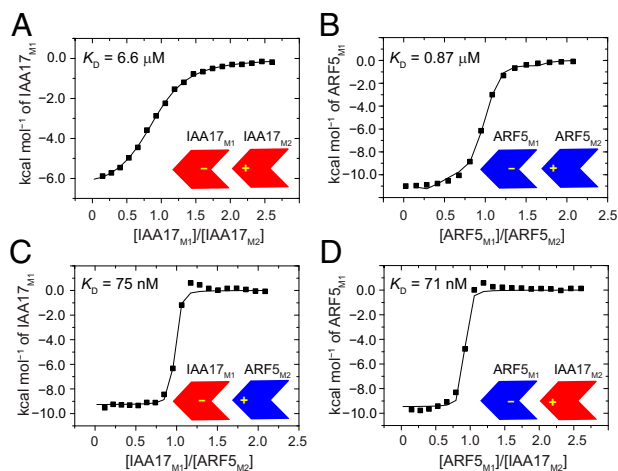 A
K_D = 6.6 μM
kcal mol⁻¹ of IAA17_M1
0.0
−2.0
−4.0
−6.0
IAA17_M1 IAA17_M2
− +
0.0 0.5 1.0 1.5 2.0 2.5
[IAA17_M1]/[IAA17_M2]
B
K_D = 0.87 μM
kcal mol⁻¹ of ARF5_M1
0.0
−2.0
−4.0
−6.0
−8.0
−10.0
ARF5_M1 ARF5_M2
− +
0.0 0.5 1.0 1.5 2.0
[ARF5_M1]/[ARF5_M2]
C
K_D = 75 nM
kcal mol⁻¹ of IAA17_M1
0.0
−2.0
−4.0
−6.0
−8.0
−10.0
IAA17_M1 ARF5_M2
− +
0.0 0.5 1.0 1.5 2.0
[IAA17_M1]/[ARF5_M2]
D
K_D = 71 nM
kcal mol⁻¹ of ARF5_M1
0.0
−2.0
−4.0
−6.0
−8.0
−10.0
ARF5_M1 IAA17_M2
− +
0.0 0.5 1.0 1.5 2.0 2.5
[ARF5_M1]/[IAA17_M2]